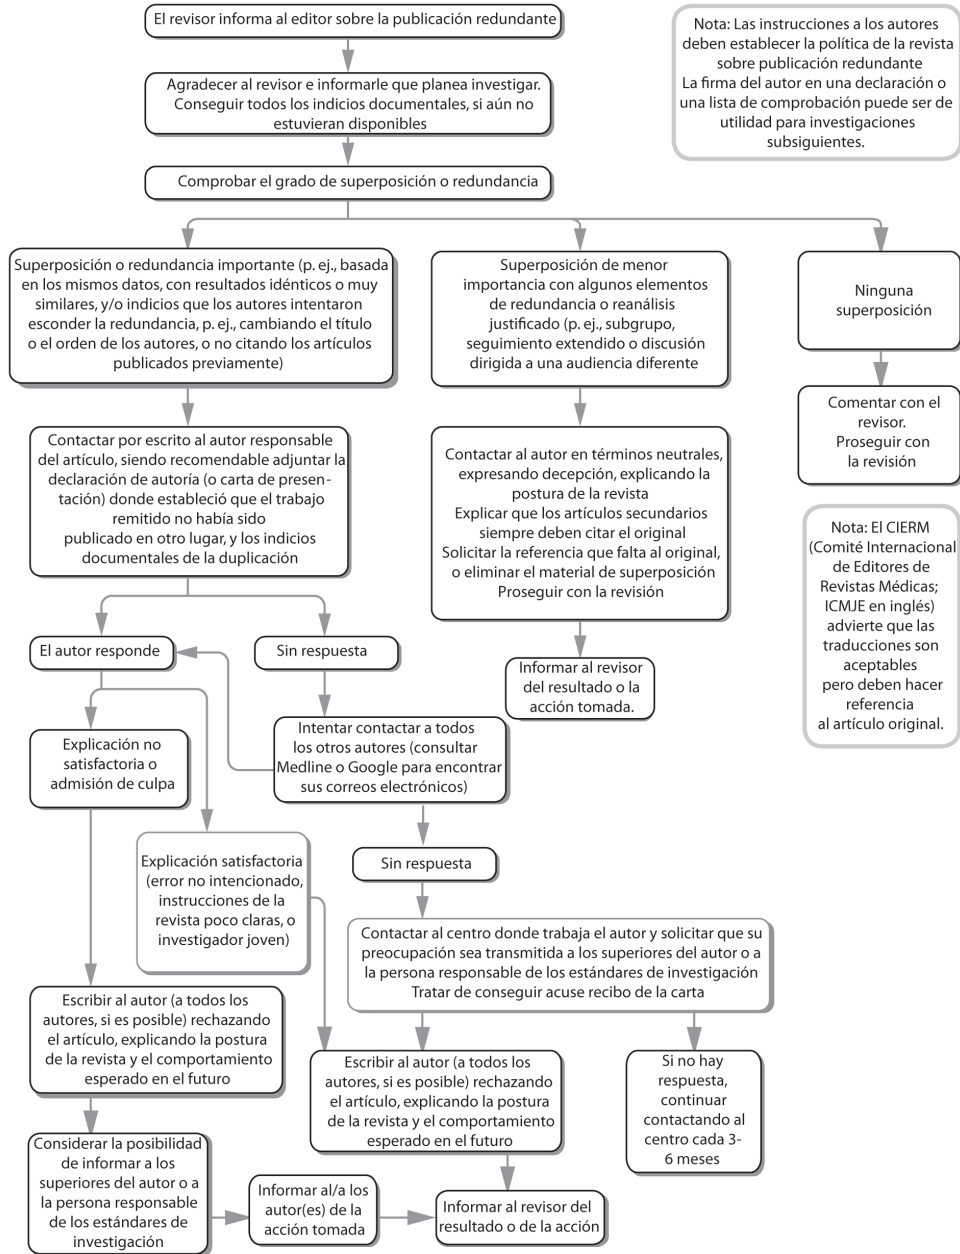 El revisor informa al editor sobre la publicación redundante
Nota: Las instrucciones a los autores
deben establecer la política de la revista
sobre publicación redundante
La firma del autor en una declaración o
una lista de comprobación puede ser de
utilidad para investigaciones
subsiguientes.
Agradecer al revisor e informarle que planea investigar.
Conseguir todos los indicios documentales, si aún no
estuvieran disponibles
Comprobar el grado de superposición o redundancia
Superposición o redundancia importante (p. ej., basada
en los mismos datos, con resultados idénticos o muy
similares, y/o indicios que los autores intentaron
esconder la redundancia, p. ej., cambiando el título
o el orden de los autores, o no citando los artículos
publicados previamente)
Superposición de menor
importancia con algunos elementos
de redundancia o reanálisis
justificado (p. ej., subgrupo,
seguimiento extendido o discusión
dirigida a una audiencia diferente
Ninguna
superposición
Contactar por escrito al autor responsable
del artículo, siendo recomendable adjuntar la
declaración de autoría (o carta de presen-
tación) donde estableció que el trabajo
remitido no había sido
publicado en otro lugar, y los indicios
documentales de la duplicación
Contactar al autor en términos neutrales,
expresando decepción, explicando la
postura de la revista
Explicar que los artículos secundarios
siempre deben citar el original
Solicitar la referencia que falta al original,
o eliminar el material de superposición
Proseguir con la revisión
Comentar con el
revisor.
Proseguir con
la revisión
Nota: El CIERM
(Comité Internacional
de Editores de
Revistas Médicas;
ICMJE en inglés)
advierte que las
traducciones son
aceptables
pero deben hacer
referencia
al artículo original.
El autor responde
Sin respuesta
Informar al revisor
del resultado o la
acción tomada.
Explicación no
satisfactoria o
admisión de culpa
Intentar contactar a todos
los otros autores (consultar
Medline o Google para encontrar
sus correos electrónicos)
Explicación satisfactoria
(error no intencionado,
instrucciones de la
revista poco claras, o
investigador joven)
Sin respuesta
Contactar al centro donde trabaja el autor y solicitar que su
preocupación sea transmitida a los superiores del autor o a
la persona responsable de los estándares de investigación
Tratar de conseguir acuse recibo de la carta
Escribir al autor (a todos los
autores, si es posible) rechazando
el artículo, explicando la postura
de la revista y el comportamiento
esperado en el futuro
Escribir al autor (a todos los
autores, si es posible) rechazando
el artículo, explicando la postura
de la revista y el comportamiento
esperado en el futuro
Si no hay
respuesta,
continuar
contactando al
centro cada 3-
6 meses
Considerar la posibilidad
de informar a los
superiores del autor o a
la persona responsable
de los estándares de
investigación
Informar al/a los
autor(es) de la
acción tomada
Informar al revisor del
resultado o de la acción